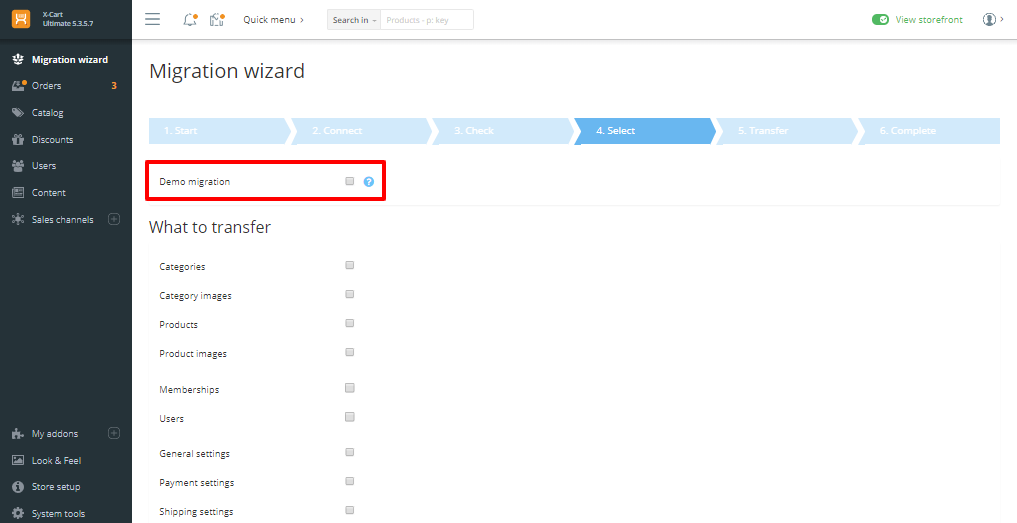 X-Cart
Ultimate 5.3.5.7
Quick menu
Search in
Products - p: key
View storefront
Migration wizard
Orders 3
Catalog
Discounts
Users
Content
Sales channels
My addons
Look & Feel
Store setup
System tools
Migration wizard
1. Start 2. Connect 3. Check 4. Select 5. Transfer 6. Complete
Demo migration ?
What to transfer
Categories
Category images
Products
Product images
Memberships
Users
General settings
Payment settings
Shipping settings